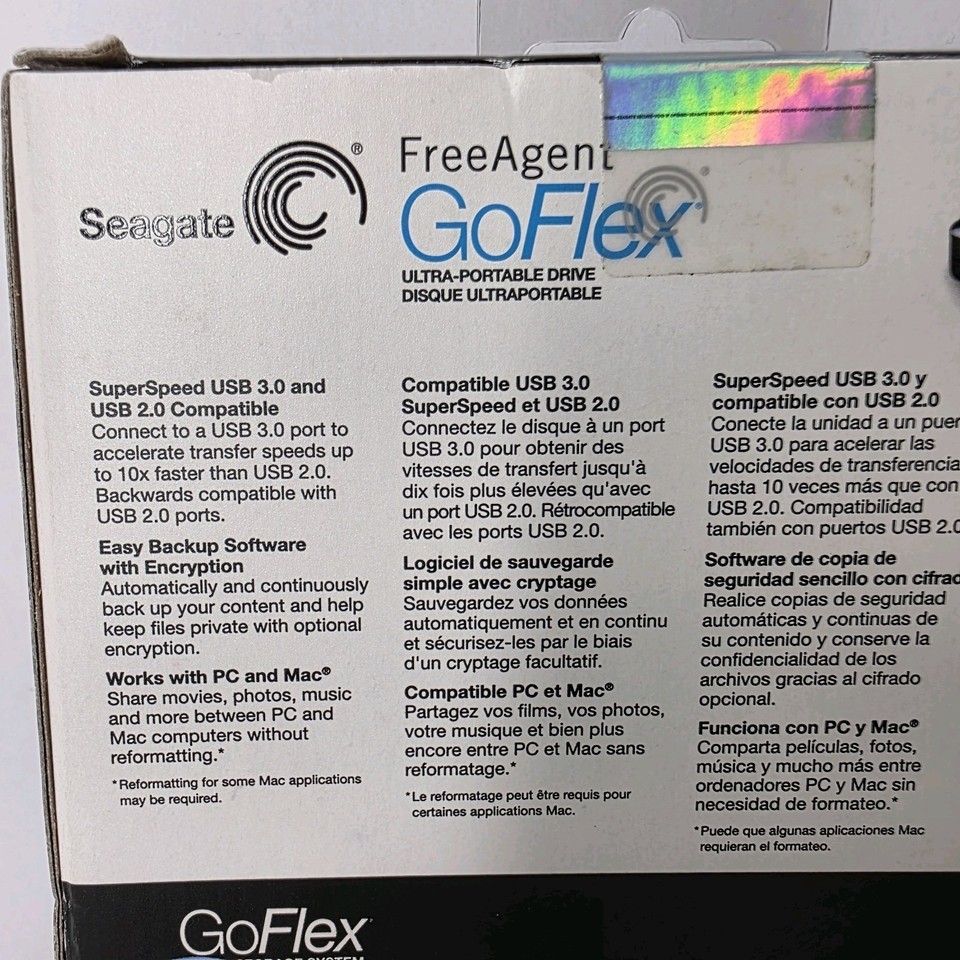 Seagate®
FreeAgent
GoFlex
ULTRA-PORTABLE DRIVE
DISQUE ULTRAPORTABLE
SuperSpeed USB 3.0 and
USB 2.0 Compatible
Connect to a USB 3.0 port to
accelerate transfer speeds up
to 10x faster than USB 2.0.
Backwards compatible with
USB 2.0 ports.
Easy Backup Software
with Encryption
Automatically and continuously
back up your content and help
keep files private with optional
encryption.
Works with PC and Mac®
Share movies, photos, music
and more between PC and
Mac computers without
reformatting.*
*Reformatting for some Mac applications
may be required.
Compatible USB 3.0
SuperSpeed et USB 2.0
Connectez le disque à un port
USB 3.0 pour obtenir des
vitesses de transfert jusqu'à
dix fois plus élevées qu'avec
un port USB 2.0. Rétrocompatible
avec les ports USB 2.0.
Logiciel de sauvegarde
simple avec cryptage
Sauvegardez vos données
automatiquement et en continu
et sécurisez-les par le biais
d'un cryptage facultatif.
Compatible PC et Mac®
Partagez vos films, vos photos,
votre musique et bien plus
encore entre PC et Mac sans
reformatage.*
*Le reformatage peut être requis pour
certaines applications Mac.
SuperSpeed USB 3.0 y
compatible con USB 2.0
Conecte la unidad a un puer
USB 3.0 para acelerar las
velocidades de transferencia
hasta 10 veces más que con
USB 2.0. Compatibilidad
también con puertos USB 2.0
Software de copia de
seguridad sencillo con cifrad
Realice copias de seguridad
automáticas y continuas de
su contenido y conserve la
confidencialidad de los
archivos gracias al cifrado
opcional.
Funciona con PC y Mac®
Comparta películas, fotos,
música y mucho más entre
ordenadores PC y Mac sin
necesidad de formateo.*
*Puede que algunas aplicaciones Mac
requieran el formateo.
GoFlex
STORAGE SYSTEM